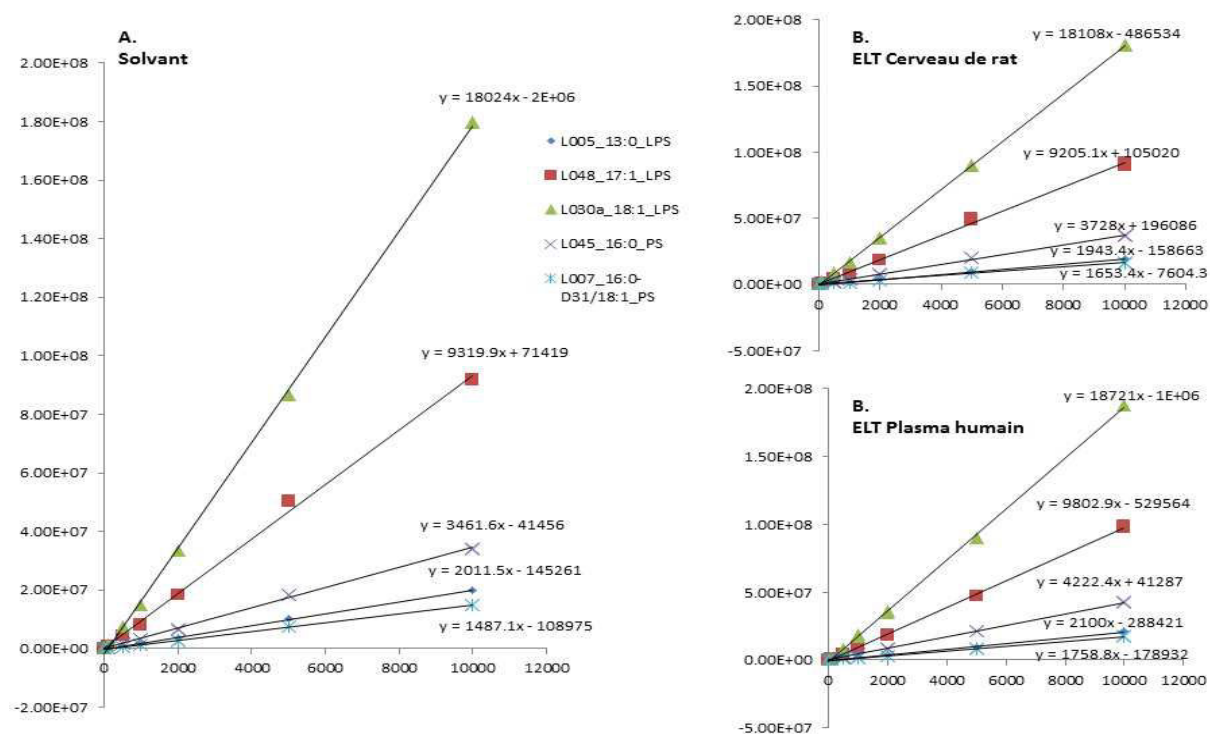 A.
Solvant
2.00E+08
1.80E+08
1.60E+08
1.40E+08
1.20E+08
1.00E+08
8.00E+07
6.00E+07
4.00E+07
2.00E+07
0.00E+00
-2.00E+07
0
2000
4000
6000
8000
10000
12000
y = 18024x - 2E+06
y = 9319.9x + 71419
y = 3461.6x - 41456
y = 2011.5x - 145261
y = 1487.1x - 108975
L005_13:0_LPS
L048_17:1_LPS
L030a_18:1_LPS
L045_16:0_PS
L007_16:0-
D31/18:1_PS
B.
ELT Cerveau de rat
2.00E+08
1.50E+08
1.00E+08
5.00E+07
0.00E+00
-5.00E+07
0
2000
4000
6000
8000
10000
12000
y = 18108x - 486534
y = 9205.1x + 105020
y = 3728x + 196086
y = 1943.4x - 158663
y = 1653.4x - 7604.3
B.
ELT Plasma humain
2.00E+08
1.50E+08
1.00E+08
5.00E+07
0.00E+00
-5.00E+07
0
2000
4000
6000
8000
10000
12000
y = 18721x - 1E+06
y = 9802.9x - 529564
y = 4222.4x + 41287
y = 2100x - 288421
y = 1758.8x - 178932